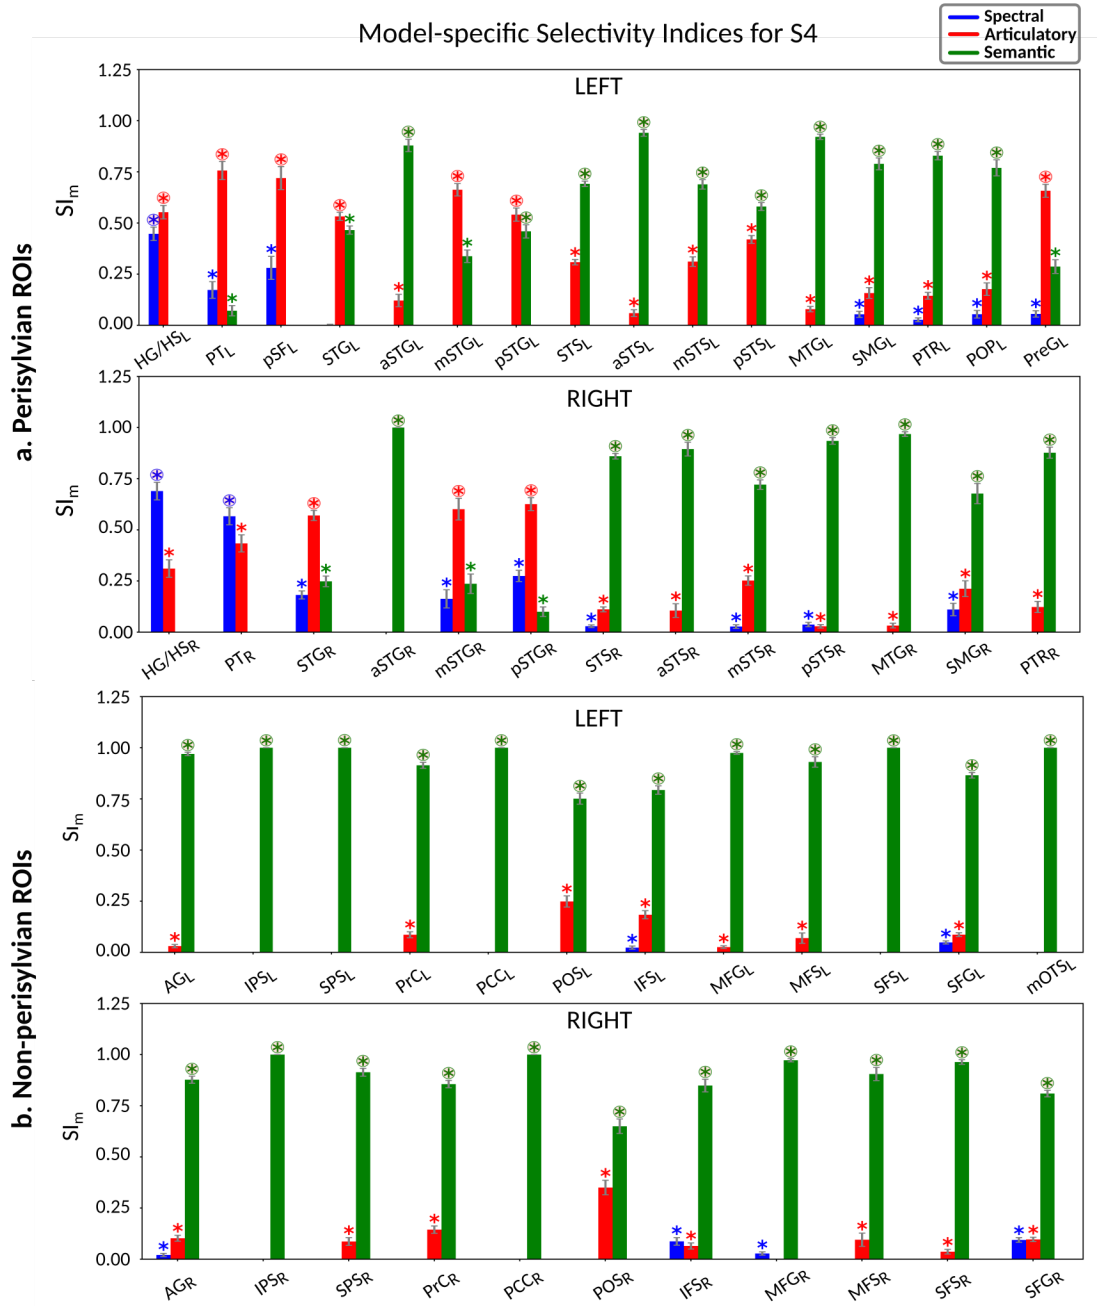 Model-specific Selectivity Indices for S4
Spectral
Articulatory
Semantic
a. Perisylvian ROIs
LEFT
SIm
1.25
1.00
0.75
0.50
0.25
0.00
HG/HSL PTL pSFL STGL aSTGL mSTGL pSTGL STSL aSTSL mSTSL pSTSL MTGL SMGL PTRL POPL PreGL
RIGHT
SIm
1.25
1.00
0.75
0.50
0.25
0.00
HG/HSR PTR STGR aSTGR mSTGR pSTGR STSR aSTSR mSTSR pSTSR MTGR SMGR PTRR
b. Non-perisylvian ROIs
LEFT
SIm
1.25
1.00
0.75
0.50
0.25
0.00
AGL IPSL SPSL PrCL PCCL POSL IFSL MFGL MFSL SFSL SFGL mOTSL
RIGHT
SIm
1.25
1.00
0.75
0.50
0.25
0.00
AGR IPSR SPSR PrCR PCCR POSR IFSR MFGR MFSR SFSR SFGR